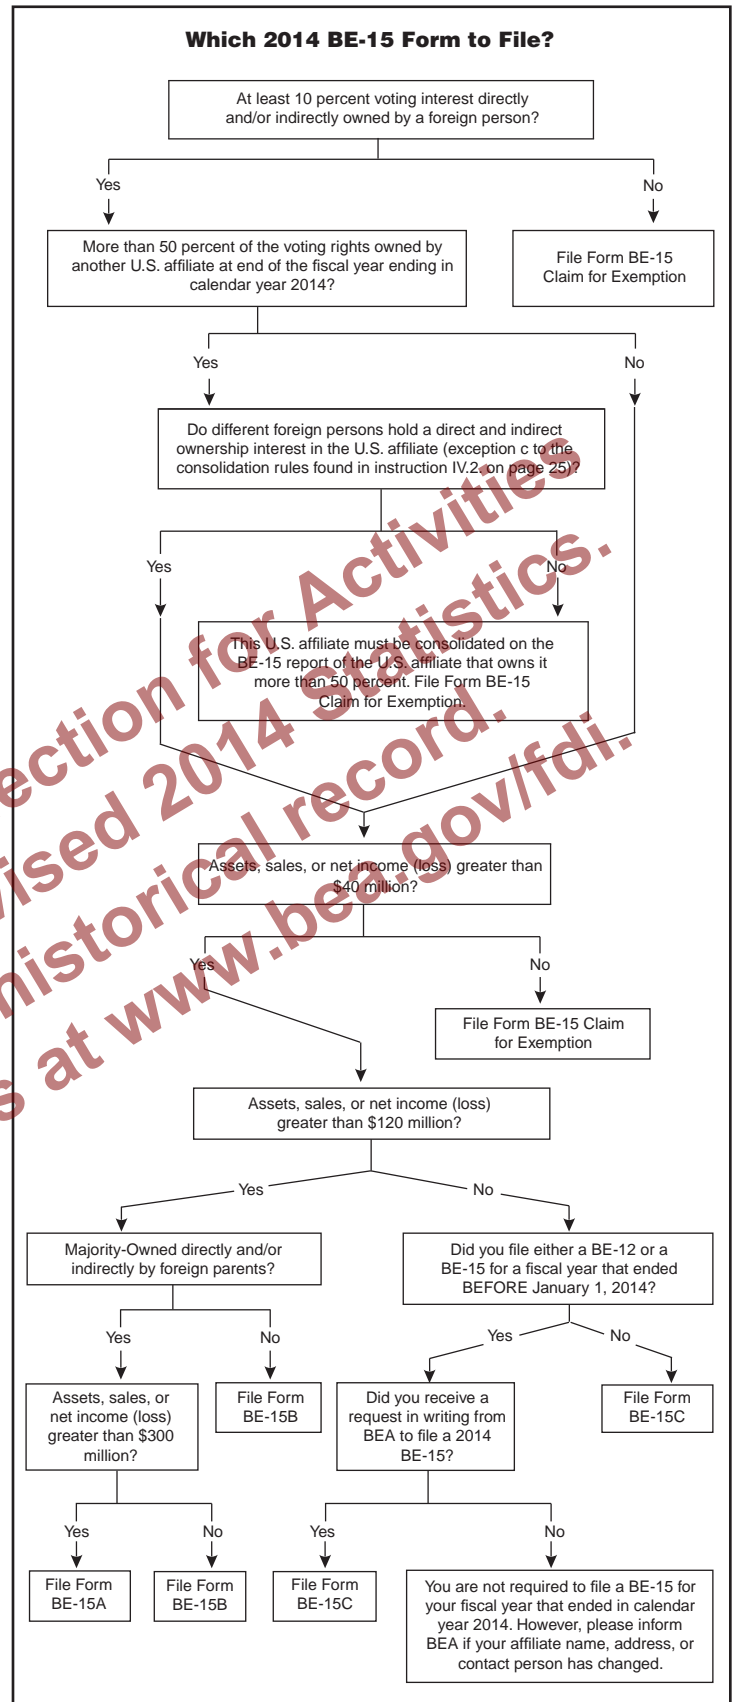 Which 2014 BE-15 Form to File?
At least 10 percent voting interest directly
and/or indirectly owned by a foreign person?
Yes
No
More than 50 percent of the voting rights owned by
another U.S. affiliate at end of the fiscal year ending in
calendar year 2014?
File Form BE-15
Claim for Exemption
Yes
No
Do different foreign persons hold a direct and indirect
ownership interest in the U.S. affiliate (exception c to the
consolidation rules found in instruction IV.2. on page 25)?
Yes
No
This U.S. affiliate must be consolidated on the
BE-15 report of the U.S. affiliate that owns it
more than 50 percent. File Form BE-15
Claim for Exemption.
Assets, sales, or net income (loss) greater than
$40 million?
Yes
No
File Form BE-15 Claim
for Exemption
Assets, sales, or net income (loss)
greater than $120 million?
Yes
No
Majority-Owned directly and/or
indirectly by foreign parents?
Did you file either a BE-12 or a
BE-15 for a fiscal year that ended
BEFORE January 1, 2014?
Yes
No
Yes
No
Assets, sales, or
net income (loss)
greater than $300
million?
File Form
BE-15B
Did you receive a
request in writing from
BEA to file a 2014
BE-15?
File Form
BE-15C
Yes
No
Yes
No
File Form
BE-15A
File Form
BE-15B
File Form
BE-15C
You are not required to file a BE-15 for
your fiscal year that ended in calendar
year 2014. However, please inform
BEA if your affiliate name, address, or
contact person has changed.
ection for Activities
ised 2014 Statistics.
historical record.
s at www.bea.gov/fdi.